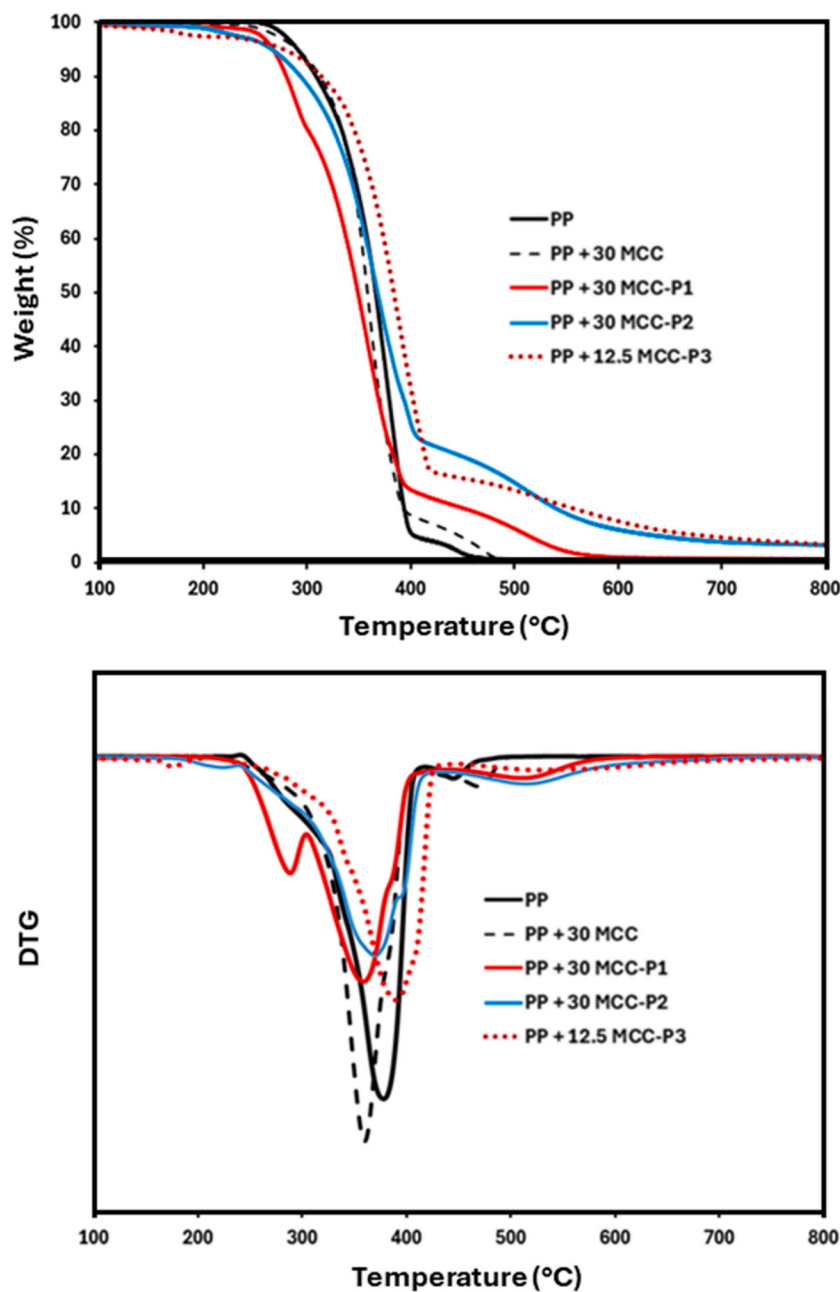 100
90
80
70
60
50
40
30
20
10
0
Weight (%)
PP
PP + 30 MCC
PP + 30 MCC-P1
PP + 30 MCC-P2
PP + 12.5 MCC-P3
100 200 300 400 500 600 700 800
Temperature (°C)
DTG
PP
PP + 30 MCC
PP + 30 MCC-P1
PP + 30 MCC-P2
PP + 12.5 MCC-P3
100 200 300 400 500 600 700 800
Temperature (°C)